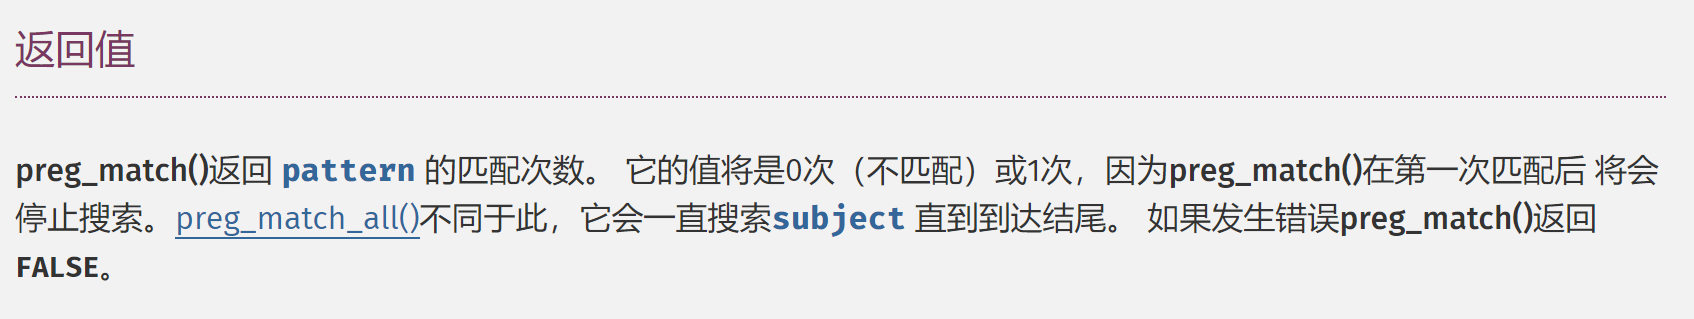 返回值
preg_match()返回 pattern 的匹配次数。 它的值将是0次（不匹配）或1次，因为preg_match()在第一次匹配后 将会
停止搜索。preg_match_all()不同于此，它会一直搜索subject 直到到达结尾。 如果发生错误preg_match()返回
FALSE。